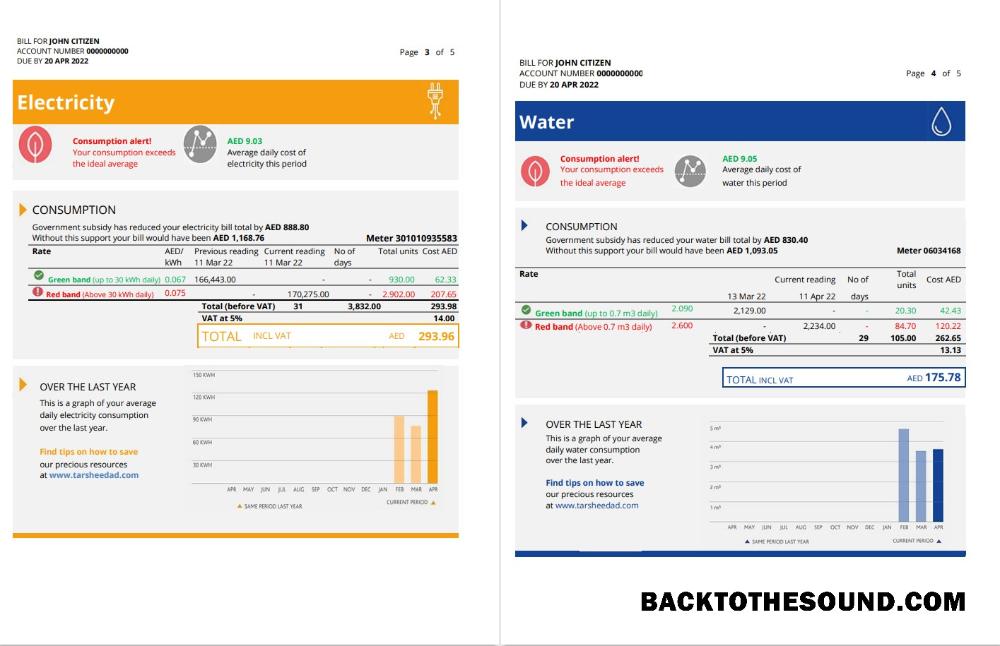 BILL FOR JOHN CITIZEN
ACCOUNT NUMBER 0000000000
DUE BY 20 APR 2022
Page 3 of 5
Electricity
Consumption alert!
Your consumption exceeds
the ideal average
AED 9.03
Average daily cost of
electricity this period
CONSUMPTION
Government subsidy has reduced your electricity bill total by AED 888.80
Without this support your bill would have been AED 1,168.76
Meter 301010935583
Rate AED/ Previous reading Current reading No of Total units Cost AED
kWh 11 Mar 22 11 Mar 22 days
Green band (up to 30 kWh daily) 0.067 166,443.00 - - 930.00 62.33
Red band (Above 30 kWh daily) 0.075 - 170,275.00 - 2.902.00 207.65
Total (before VAT) 31 3,832.00 293.98
VAT at 5% 14.00
TOTAL INCL VAT AED 293.96
OVER THE LAST YEAR
This is a graph of your average
daily electricity consumption
over the last year.
Find tips on how to save
our precious resources
at www.tarsheedad.com
150 KWH
120 KWH
90 KWH
60 KWH
30 KWH
APR MAY JUN JUL AUG SEP OCT NOV DEC JAN FEB MAR APR
SAME PERIOD LAST YEAR
CURRENT PERIOD
BILL FOR JOHN CITIZEN
ACCOUNT NUMBER 0000000000
DUE BY 20 APR 2022
Page 4 of 5
Water
Consumption alert!
Your consumption exceeds
the ideal average
AED 9.05
Average daily cost of
water this period
CONSUMPTION
Government subsidy has reduced your water bill total by AED 830.40
Without this support your bill would have been AED 1,093.05
Meter 06034168
Rate Current reading No of Total units Cost AED
13 Mar 22 11 Apr 22 days
Green band (up to 0.7 m3 daily) 2.090 2,129.00 - - 20.30 42.43
Red band (Above 0.7 m3 daily) 2.600 - 2,234.00 - 84.70 120.22
Total (before VAT) 29 105.00 262.65
VAT at 5% 13.13
TOTAL INCL VAT AED 175.78
OVER THE LAST YEAR
This is a graph of your average
daily water consumption
over the last year.
Find tips on how to save
our precious resources
at www.tarsheedad.com
5 m³
4 m³
3 m³
2 m³
1 m³
APR MAY JUN JUL AUG SEP OCT NOV DEC JAN FEB MAR APR
SAME PERIOD LAST YEAR
CURRENT PERIOD
BACKTOTHESOUND.COM